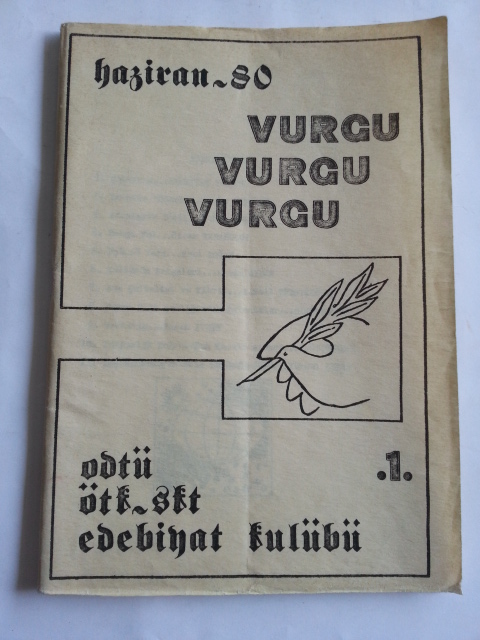 haziran-80
VURGU
VURGU
VURGU
.1.
odtü
ötk-skt
edebiyat kulübü